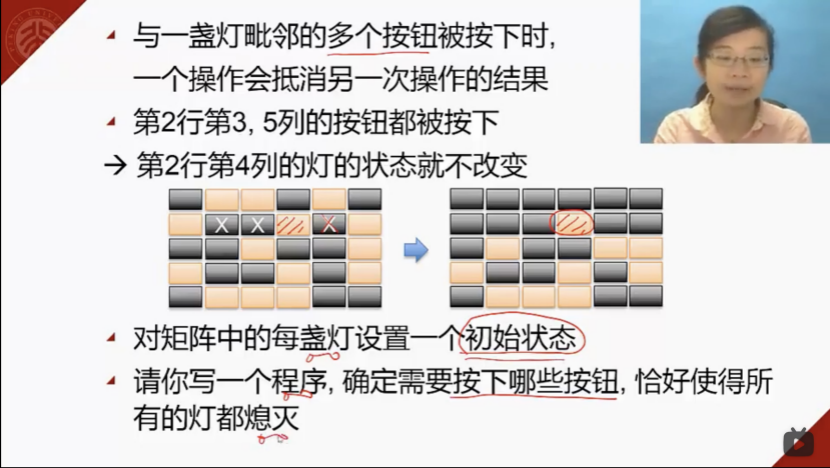 与一盏灯毗邻的多个按钮被按下时,
一个操作会抵消另一次操作的结果
第2行第3, 5列的按钮都被按下
→ 第2行第4列的灯的状态就不改变
X X X
对矩阵中的每盏灯设置一个初始状态
请你写一个程序, 确定需要按下哪些按钮, 恰好使得所
有的灯都熄灭